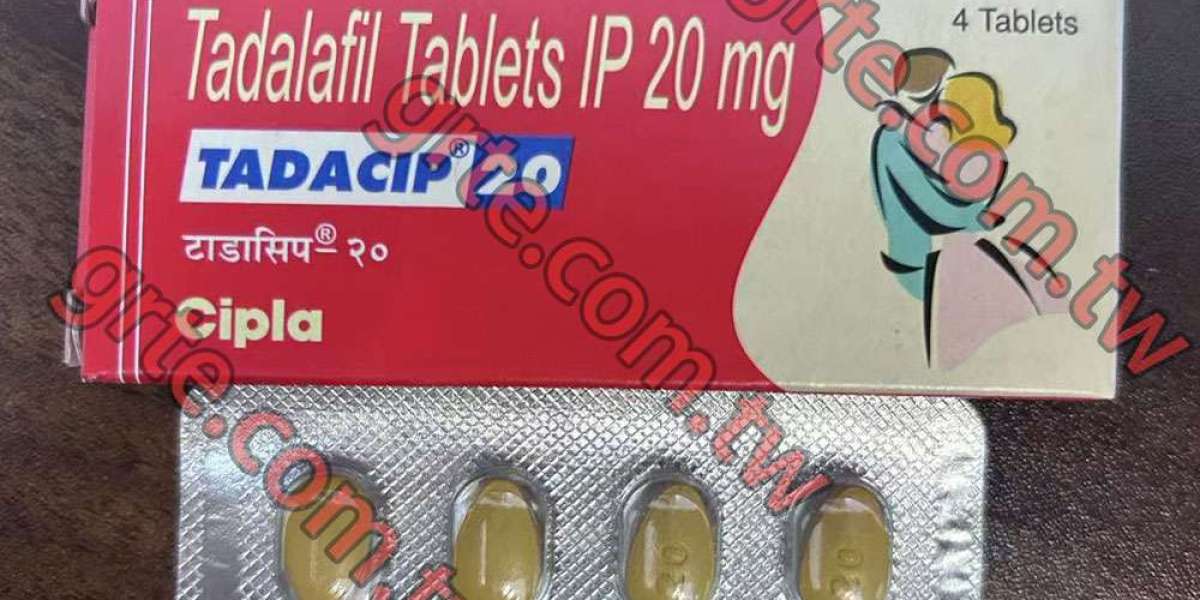 Tadalafil Tablets IP 20 mg
4 Tablets
TADACIP® 20
टाडासिप® २०
Cipla
grte.com.tw
grte.com.tw
grte.com.tw
20
20